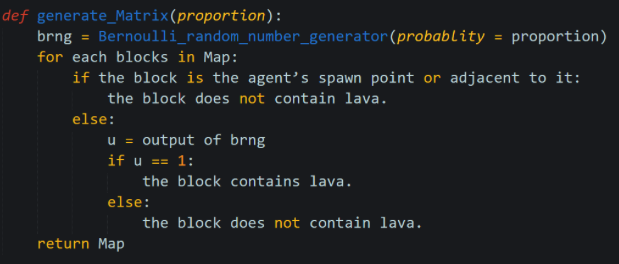 def generate_Matrix(proportion):
    brng = Bernoulli_random_number_generator(probablity = proportion)
    for each blocks in Map:
        if the block is the agent’s spawn point or adjacent to it:
            the block does not contain lava.
        else:
            u = output of brng
            if u == 1:
                the block contains lava.
            else:
                the block does not contain lava.
    return Map